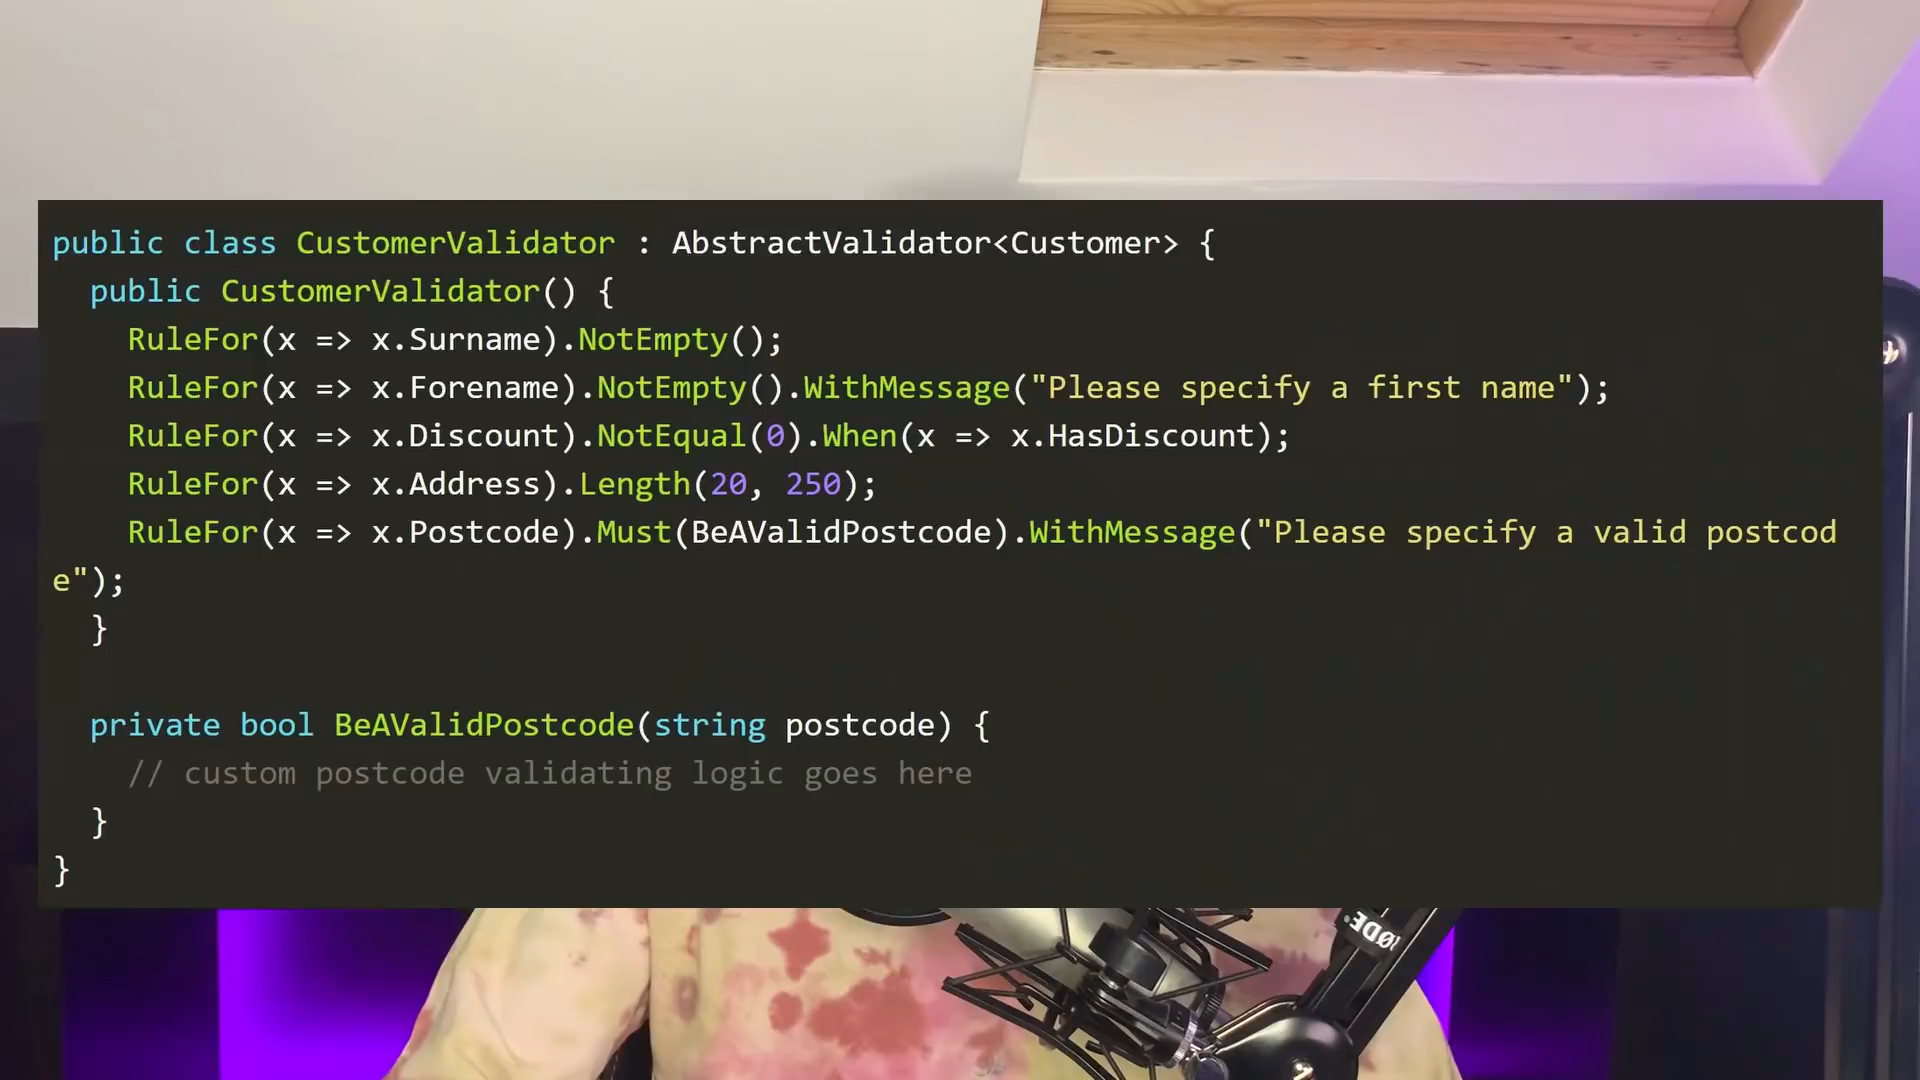 public class CustomerValidator : AbstractValidator<Customer> {
  public CustomerValidator() {
    RuleFor(x => x.Surname).NotEmpty();
    RuleFor(x => x.Forename).NotEmpty().WithMessage("Please specify a first name");
    RuleFor(x => x.Discount).NotEqual(0).When(x => x.HasDiscount);
    RuleFor(x => x.Address).Length(20, 250);
    RuleFor(x => x.Postcode).Must(BeAValidPostcode).WithMessage("Please specify a valid postcod
e");
  }
  private bool BeAValidPostcode(string postcode) {
    // custom postcode validating logic goes here
  }
}
RØDE